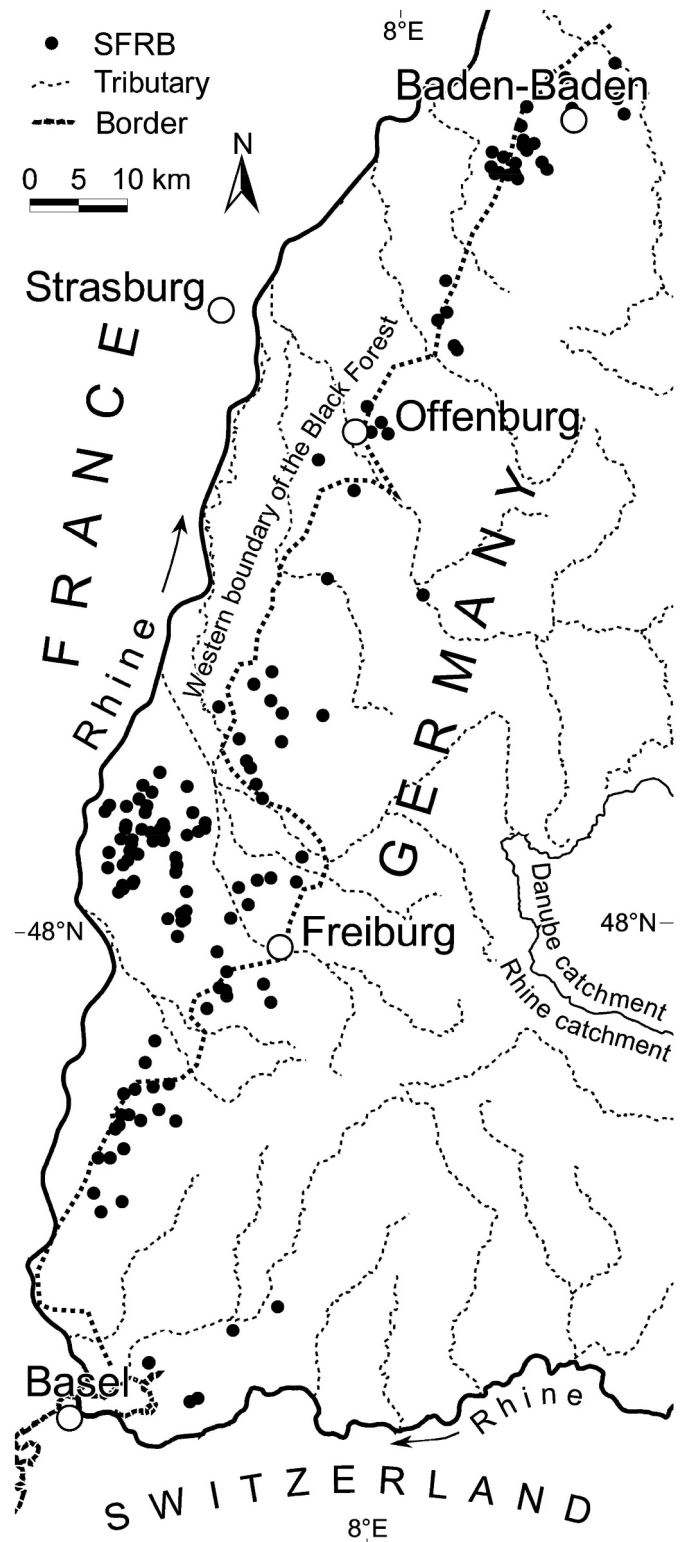 8°E
SFRB
Tributary
Border
N
0 5 10 km
Baden-Baden
Strasburg
FRANCE
Western boundary of the Black Forest
Offenburg
GERMANY
Rhine
Danube catchment
Rhine catchment
48°N
48°N
Freiburg
Basel
Rhine
SWITZERLAND
8°E